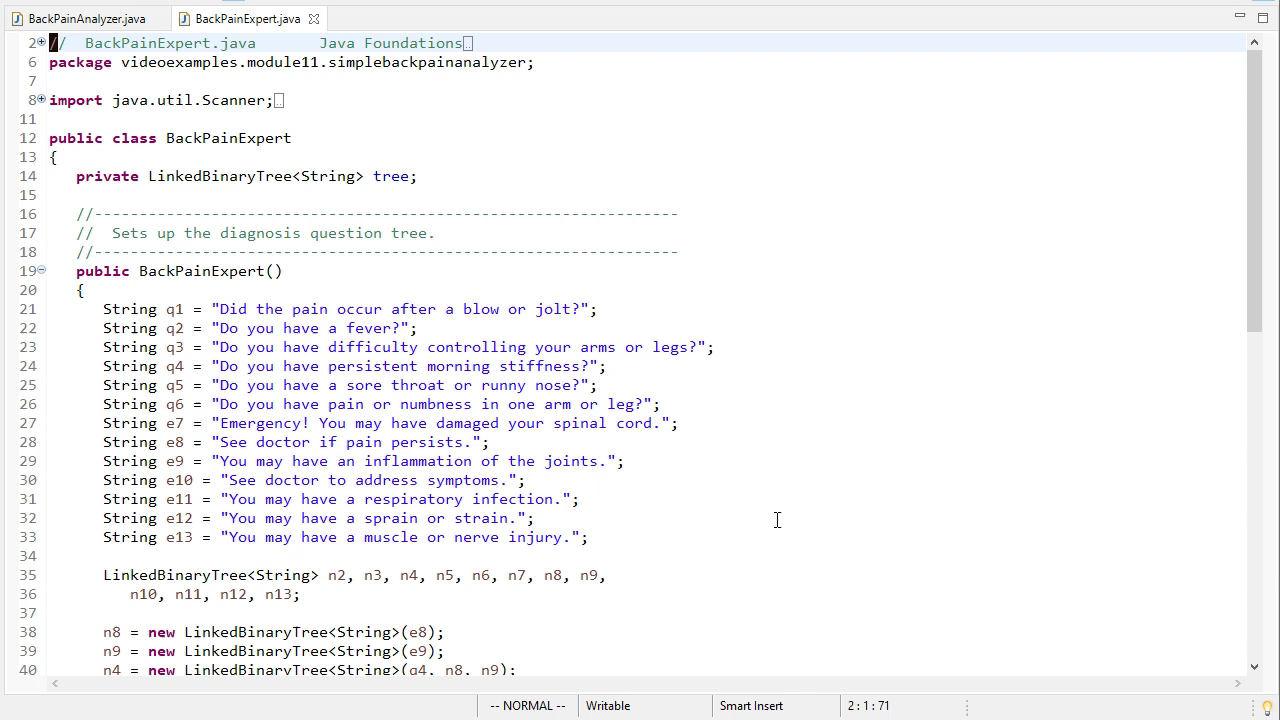 BackPainAnalyzer.java BackPainExpert.java
2 // BackPainExpert.java Java Foundations
6 package videoexamples.module11.simplebackpainanalyzer;
7
8 import java.util.Scanner;
11
12 public class BackPainExpert
13 {
14 private LinkedBinaryTree<String> tree;
15
16 //-----------------------------------------------------------------
17 // Sets up the diagnosis question tree.
18 //-----------------------------------------------------------------
19 public BackPainExpert()
20 {
21 String q1 = "Did the pain occur after a blow or jolt?";
22 String q2 = "Do you have a fever?";
23 String q3 = "Do you have difficulty controlling your arms or legs?";
24 String q4 = "Do you have persistent morning stiffness?";
25 String q5 = "Do you have a sore throat or runny nose?";
26 String q6 = "Do you have pain or numbness in one arm or leg?";
27 String e7 = "Emergency! You may have damaged your spinal cord.";
28 String e8 = "See doctor if pain persists.";
29 String e9 = "You may have an inflammation of the joints.";
30 String e10 = "See doctor to address symptoms.";
31 String e11 = "You may have a respiratory infection.";
32 String e12 = "You may have a sprain or strain.";
33 String e13 = "You may have a muscle or nerve injury.";
34
35 LinkedBinaryTree<String> n2, n3, n4, n5, n6, n7, n8, n9,
36 n10, n11, n12, n13;
37
38 n8 = new LinkedBinaryTree<String>(e8);
39 n9 = new LinkedBinaryTree<String>(e9);
40 n4 = new LinkedBinaryTree<String>(q4, n8, n9);
-- NORMAL -- Writable Smart Insert 2 : 1 : 71